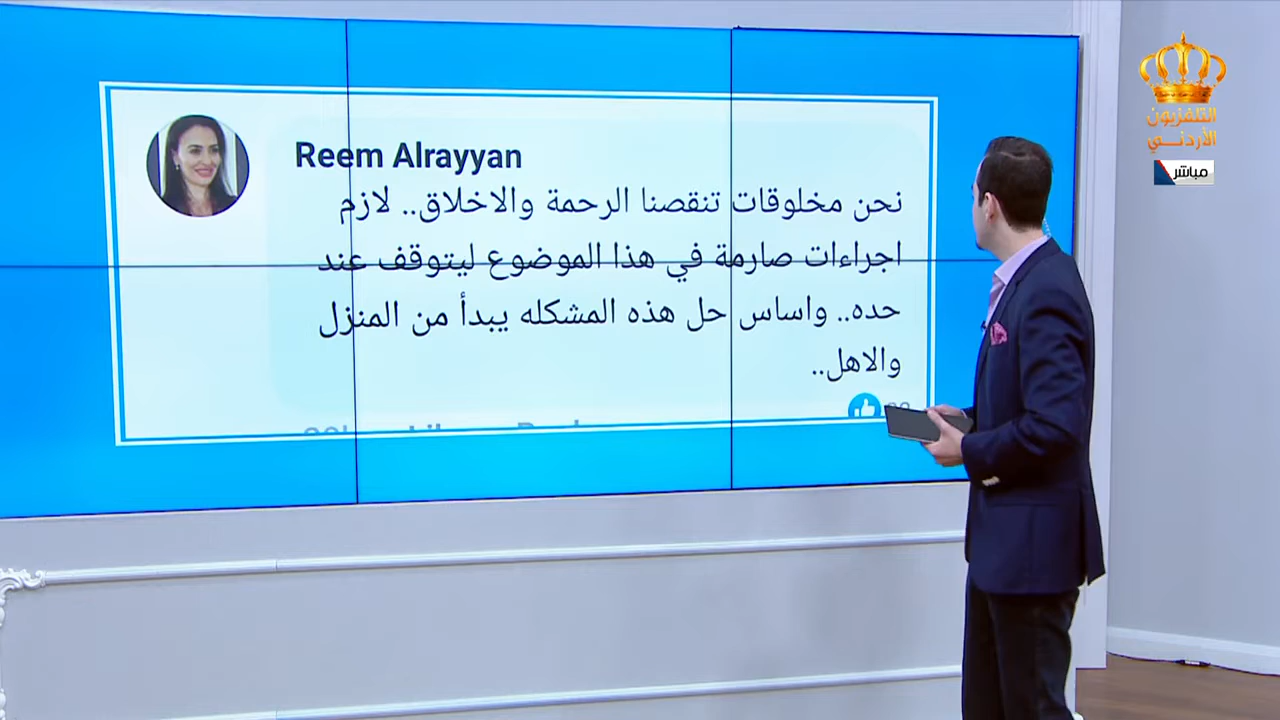 Reem Alrayyan
نحن مخلوقات تنقصنا الرحمة والاخلاق.. لازم
اجراءات صارمة في هذا الموضوع ليتوقف عند
حده.. واساس حل هذه المشكله يبدأ من المنزل
والاهل..
التلفزيون
الأردني
مباشر